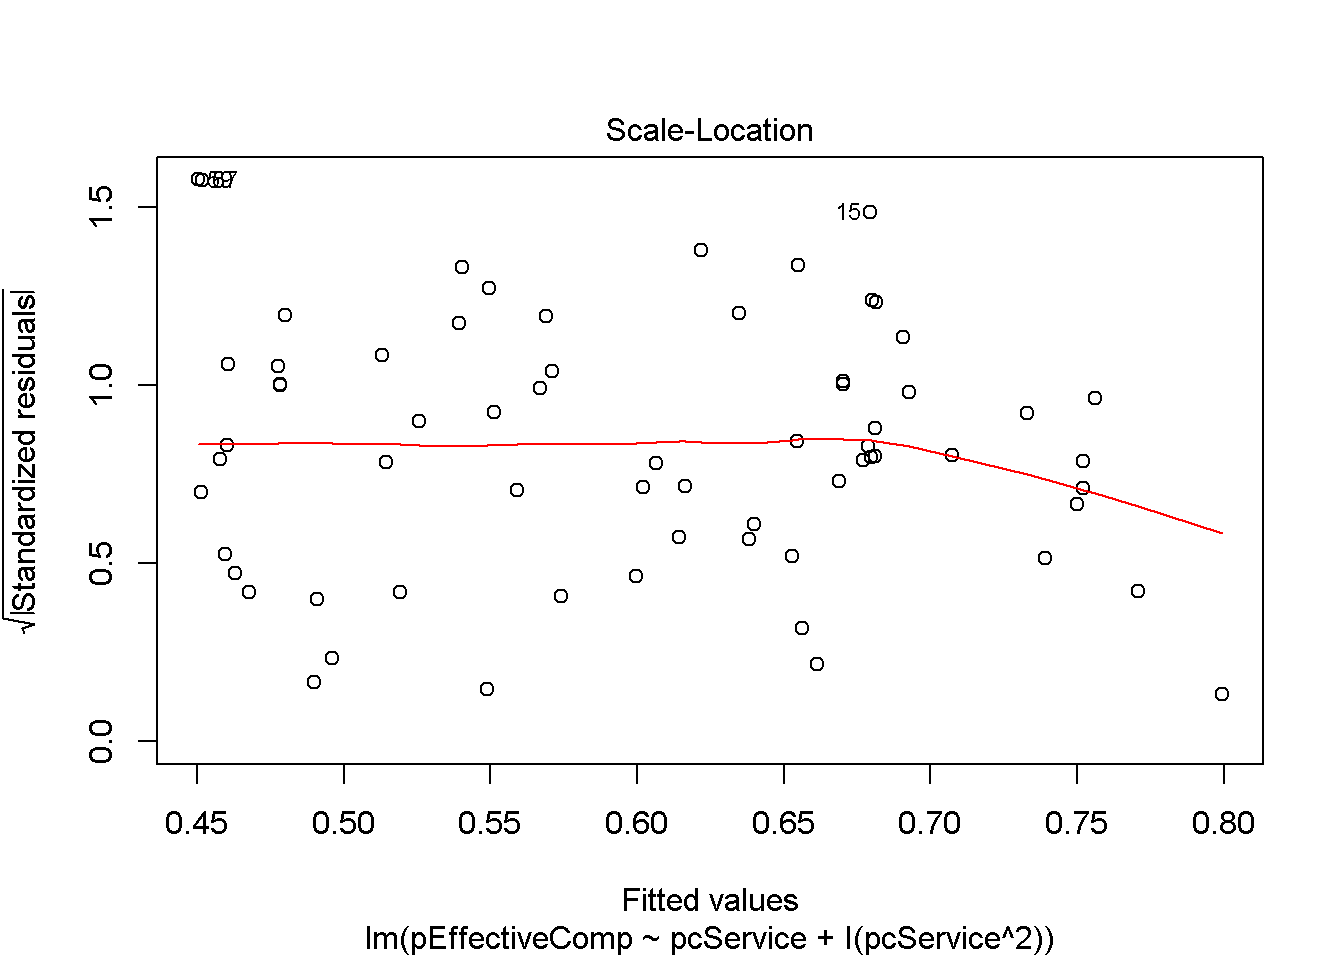 Scale-Location
15
1.5
1.0
0.5
0.0
√|Standardized residuals|
0.45 0.50 0.55 0.60 0.65 0.70 0.75 0.80
Fitted values
lm(pEffectiveComp ~ pcService + I(pcService^2))